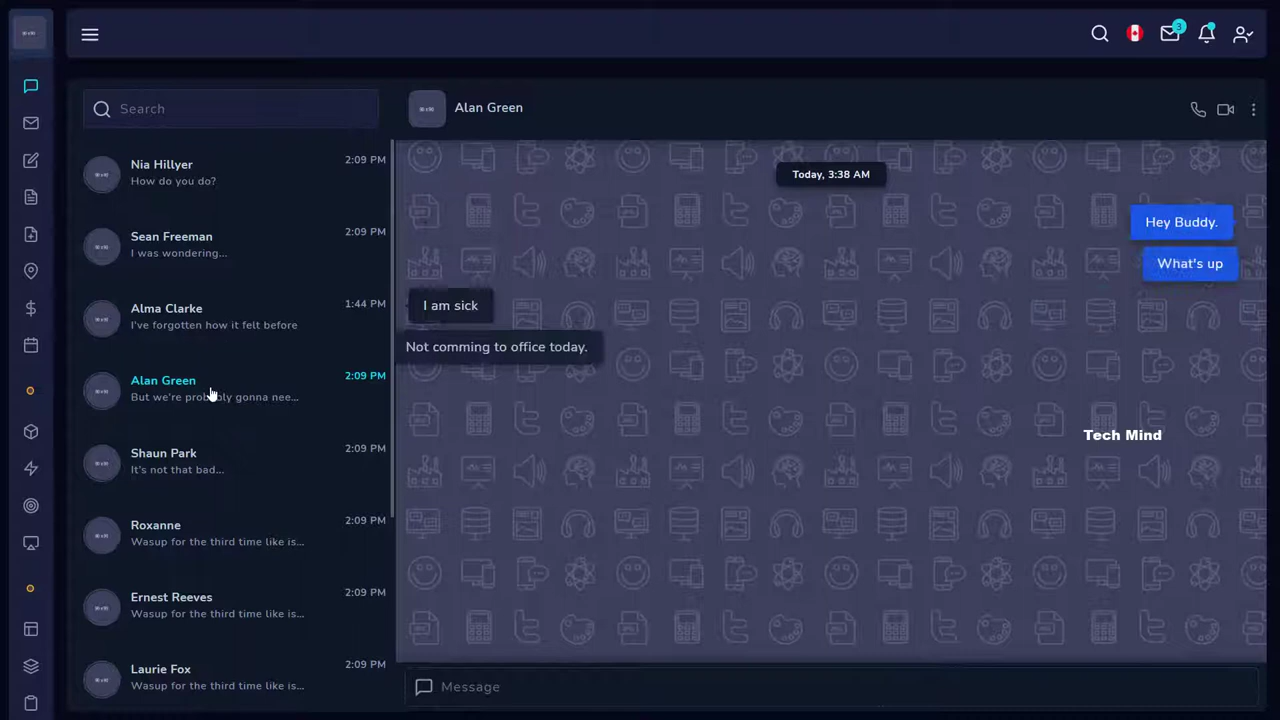 3
Search
Alan Green
Nia Hillyer
2:09 PM
How do you do?
Sean Freeman
2:09 PM
I was wondering...
Alma Clarke
1:44 PM
I've forgotten how it felt before
Alan Green
2:09 PM
But we're probably gonna nee...
Shaun Park
2:09 PM
It's not that bad...
Roxanne
2:09 PM
Wasup for the third time like is...
Ernest Reeves
2:09 PM
Wasup for the third time like is...
Laurie Fox
2:09 PM
Wasup for the third time like is...
Today, 3:38 AM
Hey Buddy.
What's up
I am sick
Not comming to office today.
Tech Mind
Message